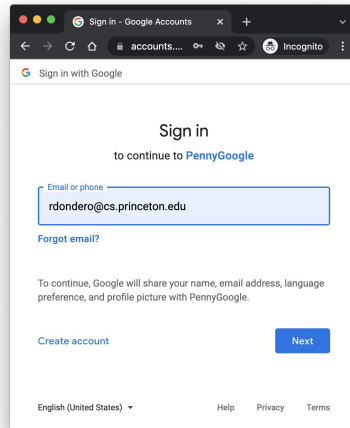 Sign in - Google Accounts
accounts....
Incognito
Sign in with Google
Sign in
to continue to PennyGoogle
Email or phone
rdondero@cs.princeton.edu
Forgot email?
To continue, Google will share your name, email address, language
preference, and profile picture with PennyGoogle.
Create account
Next
English (United States)
Help Privacy Terms